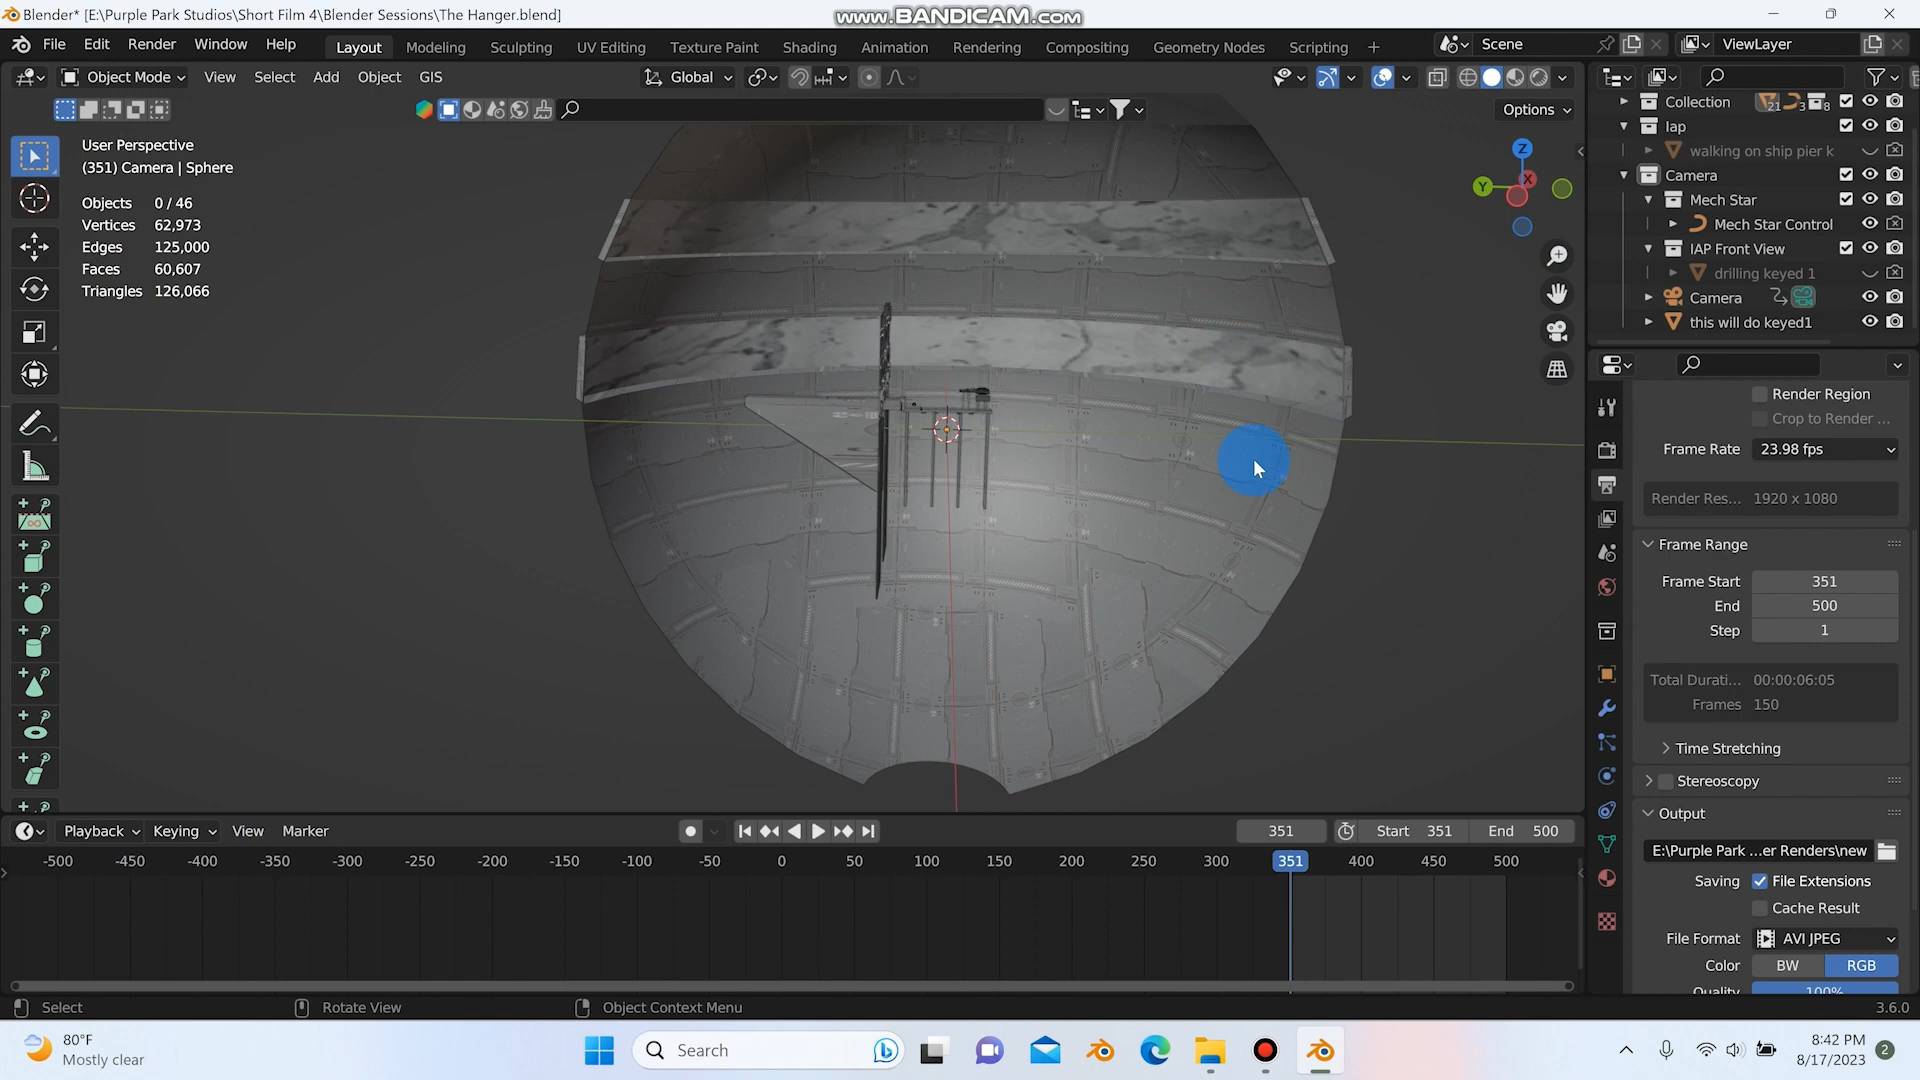 Blender* [E:\Purple Park Studios\Short Film 4\Blender Sessions\The Hanger.blend]
www.BANDICAM.com
File Edit Render Window Help Layout Modeling Sculpting UV Editing Texture Paint Shading Animation Rendering Compositing Geometry Nodes Scripting + Scene ViewLayer
Object Mode View Select Add Object GIS Global
Options
User Perspective
(351) Camera | Sphere
Objects 0 / 46
Vertices 62,973
Edges 125,000
Faces 60,607
Triangles 126,066
Z
Y
X
Collection 21 3 8
Iap
walking on ship pier k
Camera
Mech Star
Mech Star Control
IAP Front View
drilling keyed 1
Camera
this will do keyed1
Render Region
Crop to Render ...
Frame Rate 23.98 fps
Render Res... 1920 x 1080
Frame Range
Frame Start 351
End 500
Step 1
Total Durati... 00:00:06:05
Frames 150
Time Stretching
Stereoscopy
Output
E:\Purple Park ...er Renders\new
Saving File Extensions
Cache Result
File Format AVI JPEG
Color BW RGB
Quality 100%
Playback Keying View Marker 351 Start 351 End 500
-500 -450 -400 -350 -300 -250 -200 -150 -100 -50 0 50 100 150 200 250 300 351 400 450 500
Select Rotate View Object Context Menu 3.6.0
80°F
Mostly clear
Search
8:42 PM
8/17/2023
2